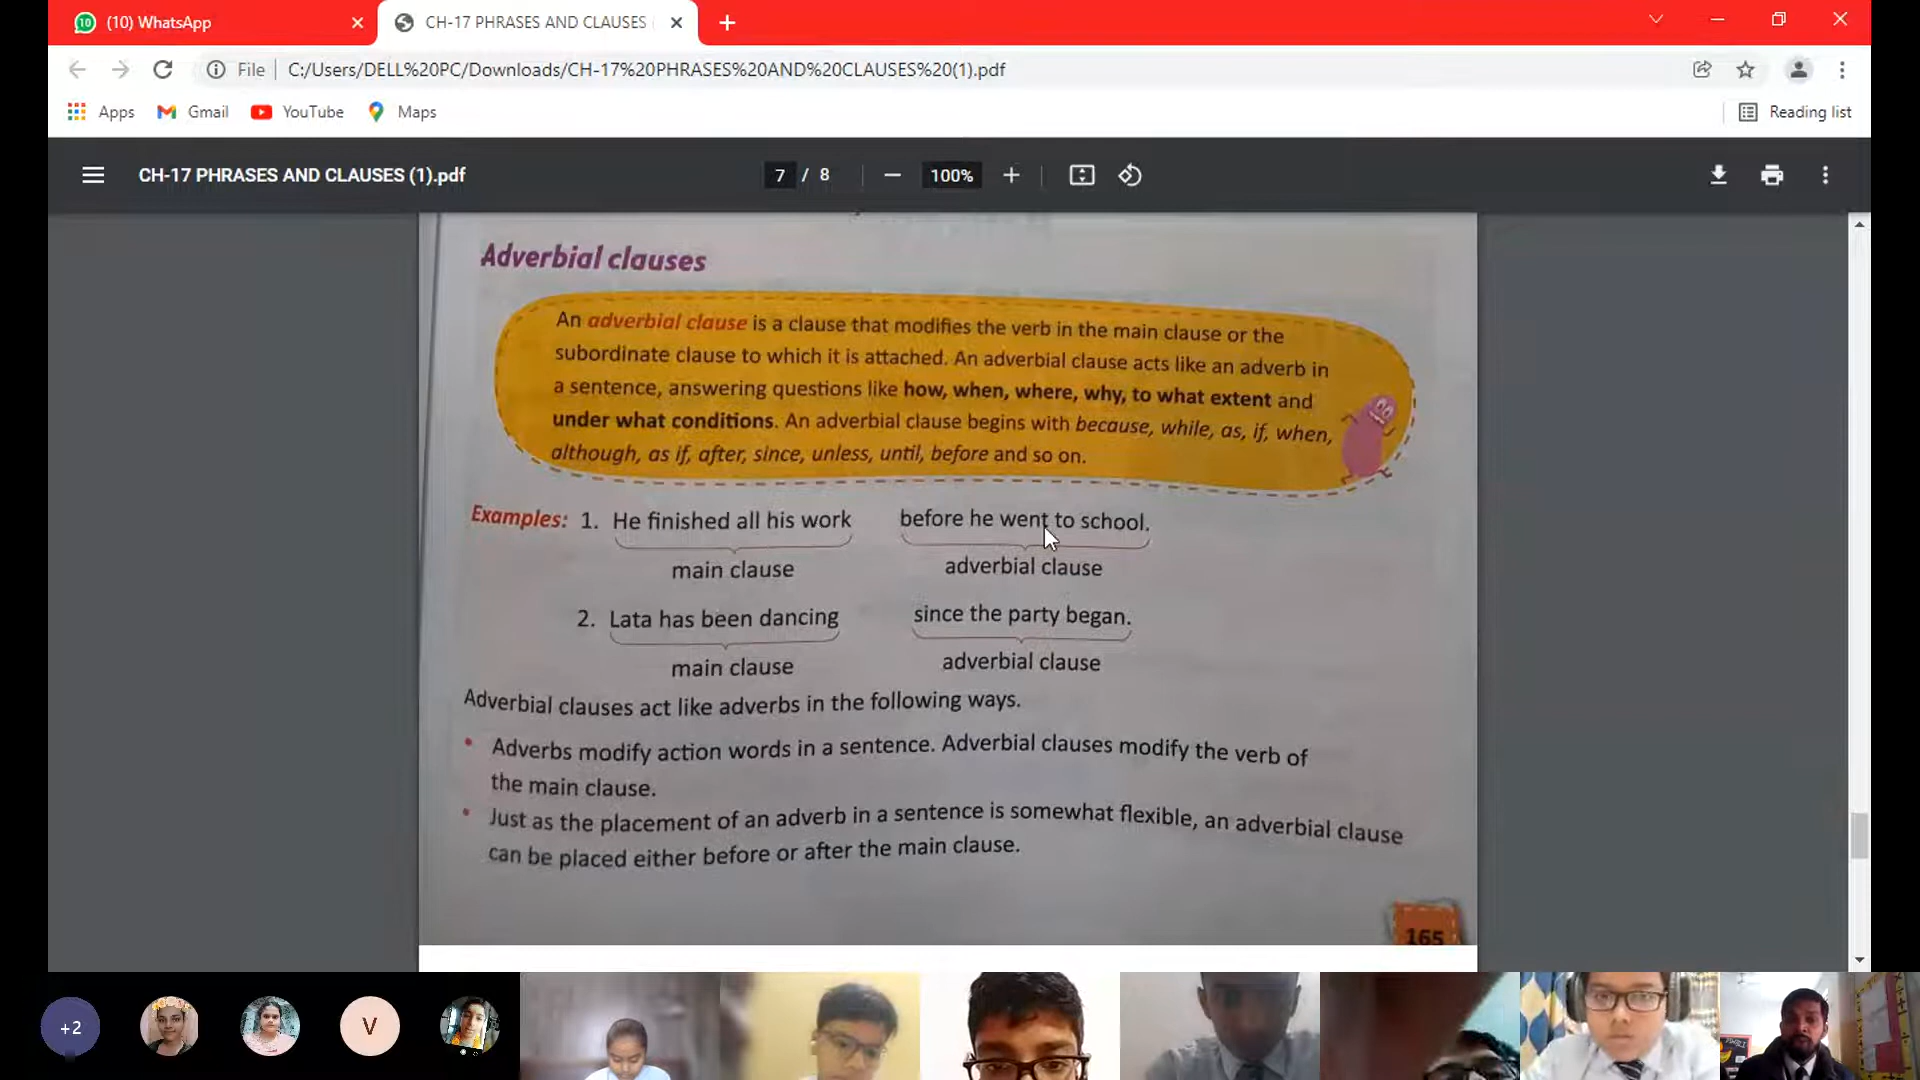 (10) WhatsApp
CH-17 PHRASES AND CLAUSES
File
C:/Users/DELL%20PC/Downloads/CH-17%20PHRASES%20AND%20CLAUSES%20(1).pdf
Apps Gmail YouTube Maps Reading list
CH-17 PHRASES AND CLAUSES (1).pdf 7 / 8 100%
Adverbial clauses
An adverbial clause is a clause that modifies the verb in the main clause or the
subordinate clause to which it is attached. An adverbial clause acts like an adverb in
a sentence, answering questions like how, when, where, why, to what extent and
under what conditions. An adverbial clause begins with because, while, as, if, when,
although, as if, after, since, unless, until, before and so on.
Examples: 1. He finished all his work before he went to school.
main clause adverbial clause
2. Lata has been dancing since the party began.
main clause adverbial clause
Adverbial clauses act like adverbs in the following ways.
• Adverbs modify action words in a sentence. Adverbial clauses modify the verb of
the main clause.
• Just as the placement of an adverb in a sentence is somewhat flexible, an adverbial clause
can be placed either before or after the main clause.
165
+2 V